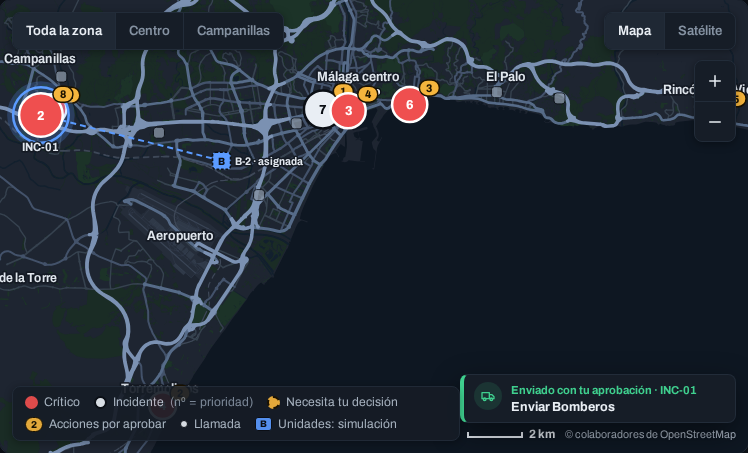 Toda la zona
Centro
Campanillas
Mapa
Satélite
Campanillas
Málaga centro
El Palo
+
−
8
2
INC-01
1
4
7
3
3
6
B
B-2 · asignada
Aeropuerto
de la Torre
Enviado con tu aprobación · INC-01
Enviar Bomberos
Crítico
Incidente (nº = prioridad)
Necesita tu decisión
2
Acciones por aprobar
Llamada
B
Unidades: simulación
2 km
© colaboradores de OpenStreetMap